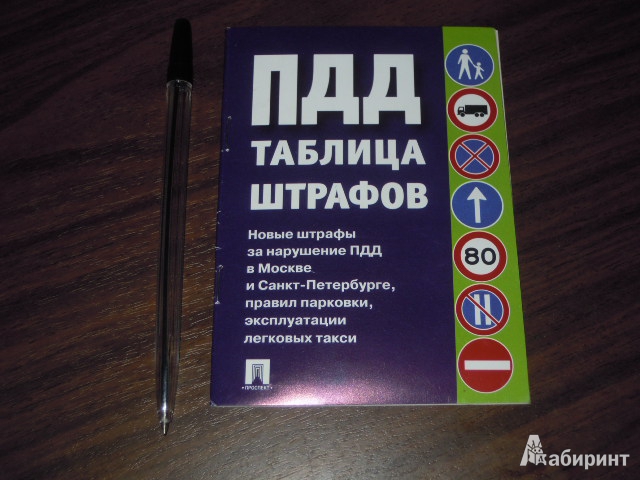 ПДД
ТАБЛИЦА
ШТРАФОВ
Новые штрафы
за нарушение ПДД
в Москве
и Санкт-Петербурге,
правил парковки,
эксплуатации
легковых такси
•ПРОСПЕКТ•
80
Лабиринт